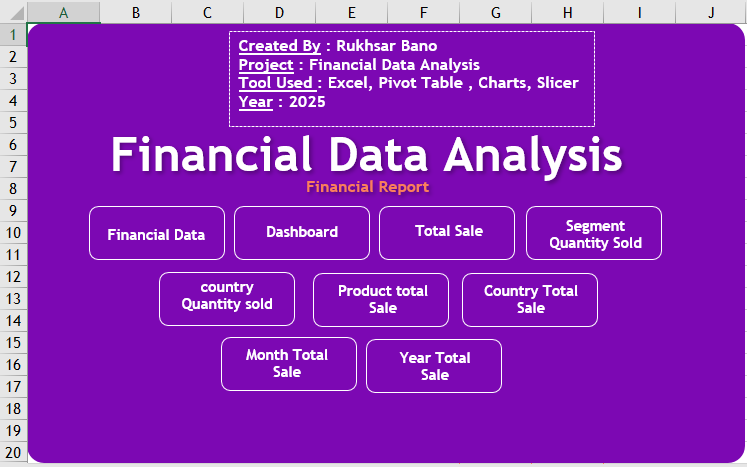 A B C D E F G H I J
1
2
3
4
5
6
7
8
9
10
11
12
13
14
15
16
17
18
19
20
Created By : Rukhsar Bano
Project : Financial Data Analysis
Tool Used : Excel, Pivot Table , Charts, Slicer
Year : 2025
Financial Data Analysis
Financial Report
Financial Data
Dashboard
Total Sale
Segment
Quantity Sold
country
Quantity sold
Product total
Sale
Country Total
Sale
Month Total
Sale
Year Total
Sale